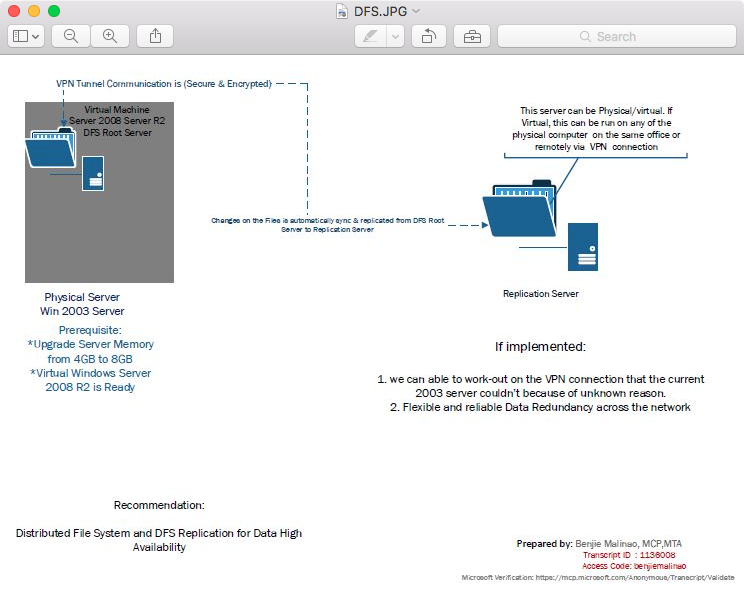 DFS.JPG
Search
VPN Tunnel Communication is (Secure & Encrypted)
Virtual Machine
Server 2008 Server R2
DFS Root Server
This server can be Physical/virtual. If
Virtual, this can be run on any of the
physical computer on the same office or
remotely via VPN connection
Changes on the Files is automatically sync & replicated from DFS Root
Server to Replication Server
Physical Server
Win 2003 Server
Prerequisite:
*Upgrade Server Memory
from 4GB to 8GB
*Virtual Windows Server
2008 R2 is Ready
Replication Server
If implemented:
1. we can able to work-out on the VPN connection that the current
2003 server couldn't because of unknown reason.
2. Flexible and reliable Data Redundancy across the network
Recommendation:
Distributed File System and DFS Replication for Data High
Availability
Prepared by: Benjie Malinao, MCP,MTA
Transcript ID : 1136008
Access Code: benjiemalinao
Microsoft Verification: https://mcp.microsoft.com/Anonymous/Transcript/Validate